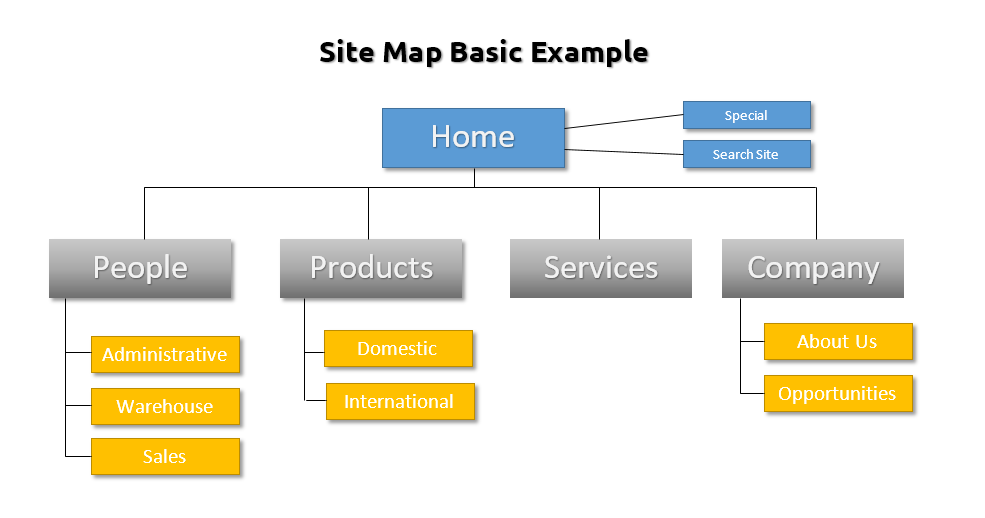 Site Map Basic Example
Home
Special
Search Site
People
Products
Services
Company
Administrative
Warehouse
Sales
Domestic
International
About Us
Opportunities